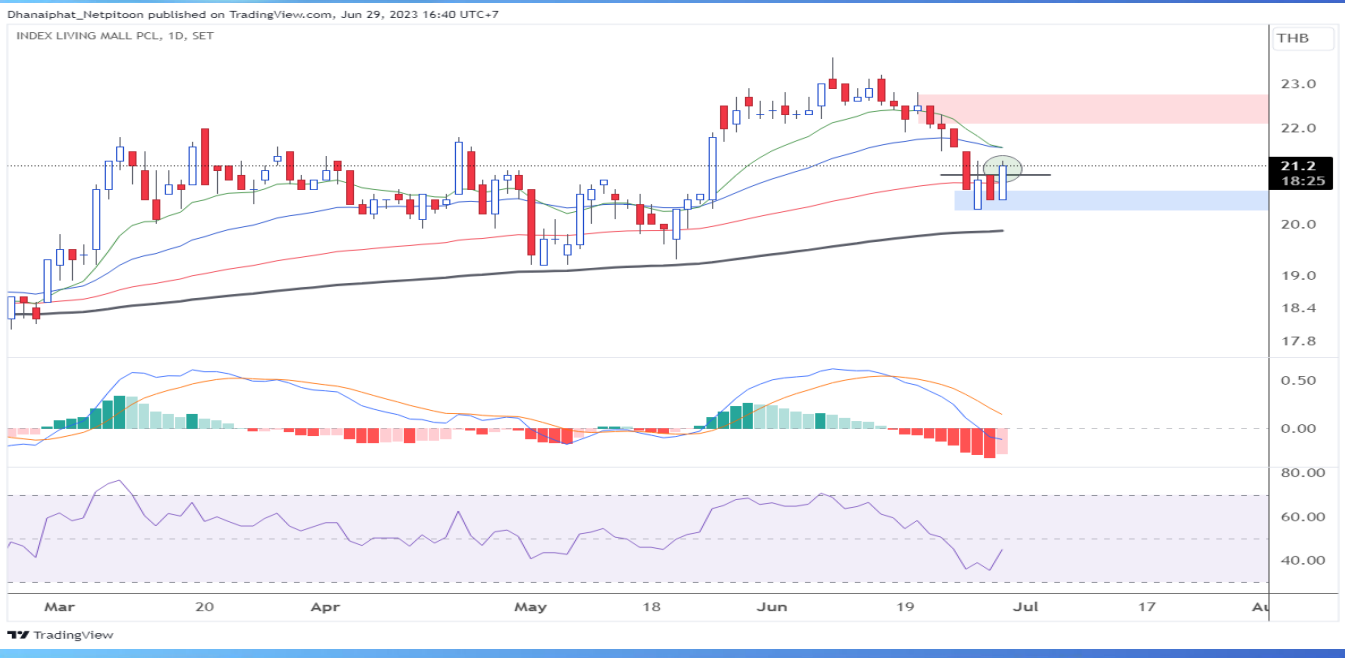 Dhanaiphat_Netpitoon published on TradingView.com, Jun 29, 2023 16:40 UTC+7
INDEX LIVING MALL PCL, 1D, SET
THB
23.0
22.0
21.2
18:25
20.0
19.0
18.4
17.8
0.50
0.00
80.00
60.00
40.00
Mar 20 Apr May 18 Jun 19 Jul 17 Au
TradingView